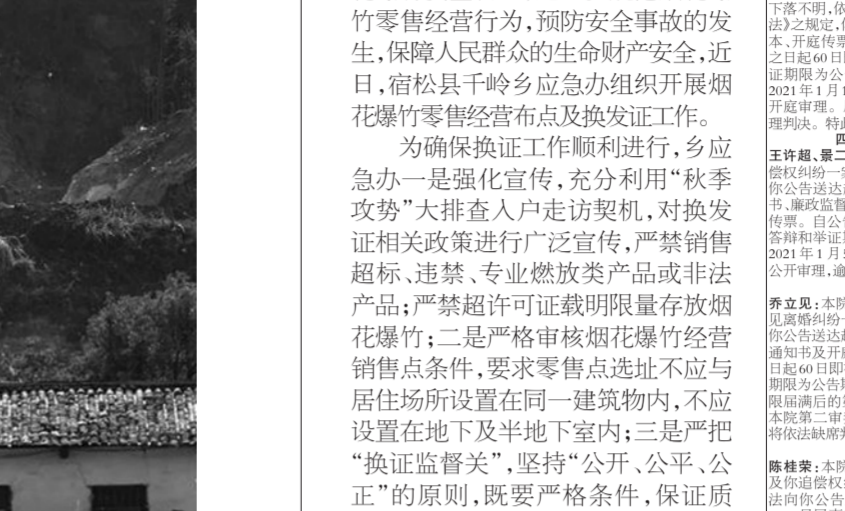 竹零售经营行为,预防安全事故的发
生,保障人民群众的生命财产安全,近
日,宿松县千岭乡应急办组织开展烟
花爆竹零售经营布点及换发证工作。
为确保换证工作顺利进行,乡应
急办一是强化宣传,充分利用“秋季
攻势”大排查入户走访契机,对换发
证相关政策进行广泛宣传,严禁销售
超标、违禁、专业燃放类产品或非法
产品;严禁超许可证载明限量存放烟
花爆竹;二是严格审核烟花爆竹经营
销售点条件,要求零售点选址不应与
居住场所设置在同一建筑物内,不应
设置在地下及半地下室内;三是严把
“换证监督关”,坚持“公开、公平、公
正”的原则,既要严格条件,保证质
下落不明,依
法》之规定,
本、开庭传票
之日起60日
证期限为公
2021年1月1
开庭审理。
理判决。特此
四
王许超、景二
偿权纠纷一案
你公告送达
书、廉政监督
传票。自公告
答辩和举证
2021年1月
公开审理,逾
乔立见:本院
见离婚纠纷一
你公告送达
通知书及开庭
日起60日即
期限为公告期
限届满后的第
本院第二审
将依法缺席判
陈桂荣:本院
及你追偿权
法向你公告